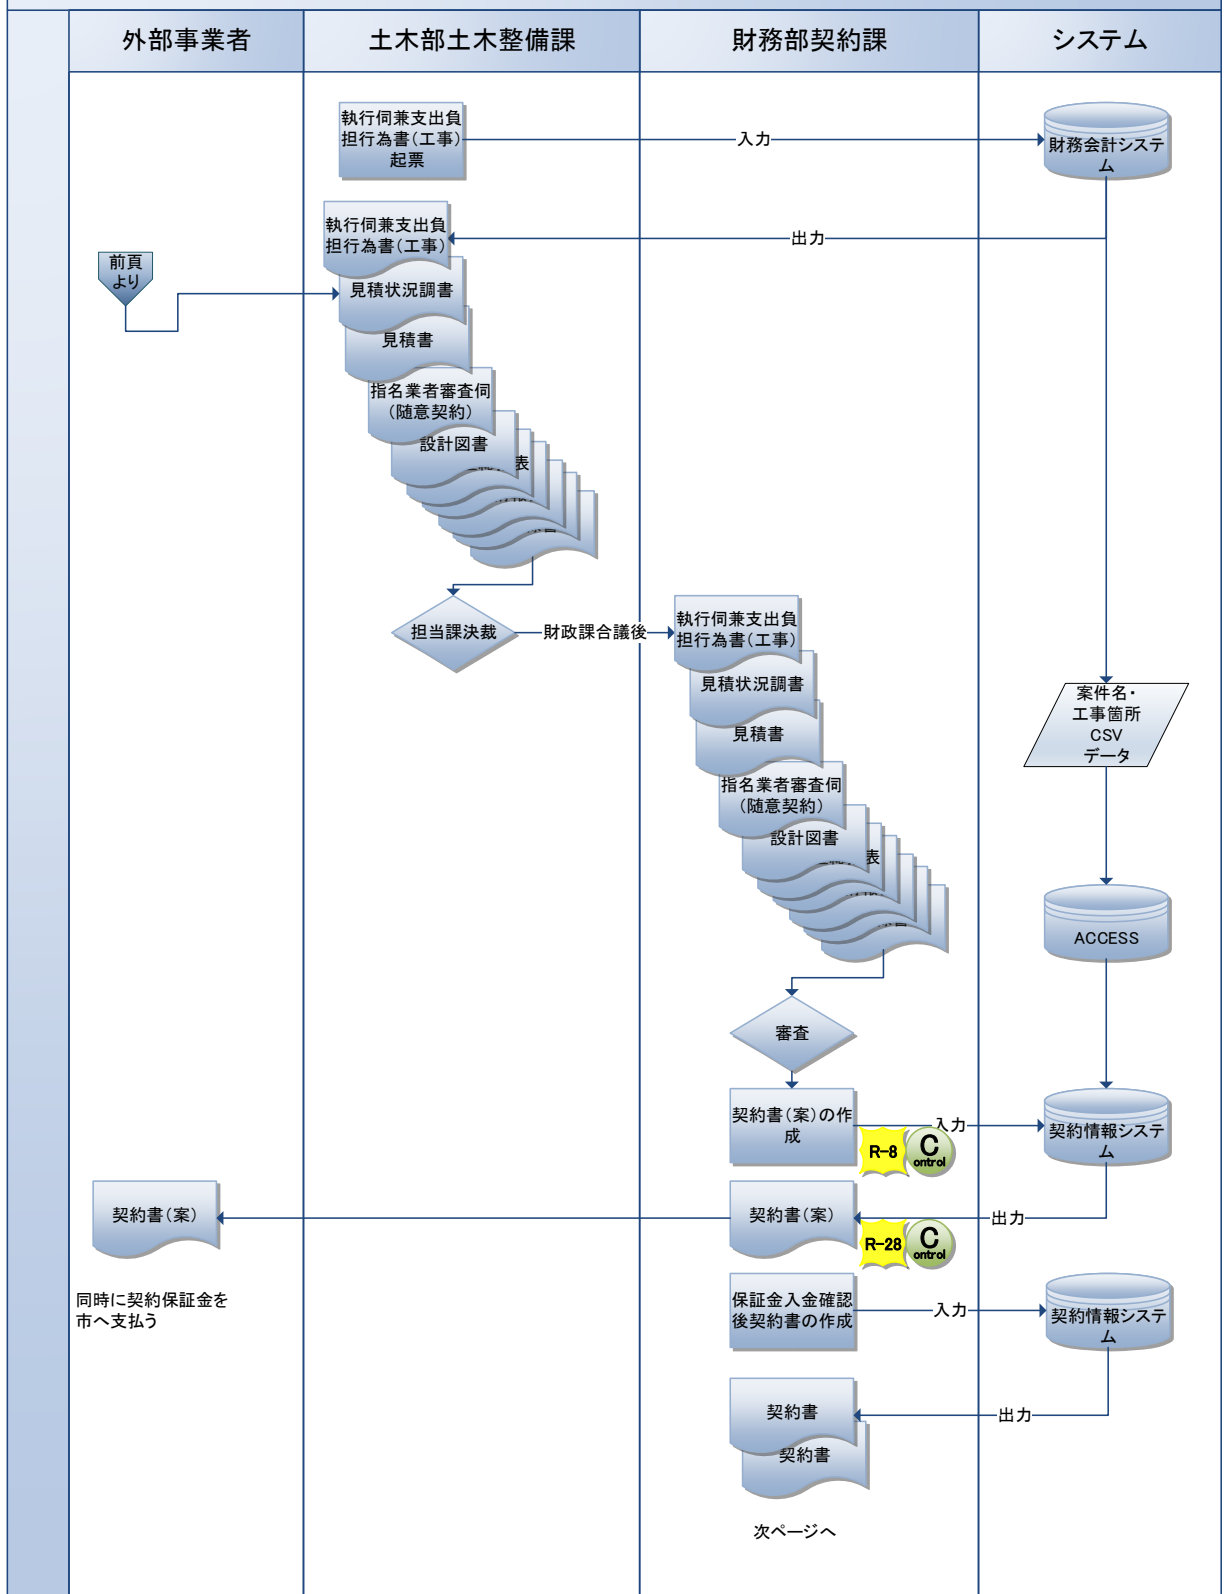 外部事業者
土木部土木整備課
財務部契約課
システム
執行伺兼支出負
担行為書(工事)
起票
入力
財務会計システ
ム
執行伺兼支出負
担行為書(工事)
出力
前頁
より
見積状況調書
見積書
指名業者審査伺
(随意契約)
設計図書
表
担当課決裁
財政課合議後
執行伺兼支出負
担行為書(工事)
見積状況調書
見積書
指名業者審査伺
(随意契約)
設計図書
表
案件名・
工事箇所
CSV
データ
ACCESS
審査
契約書(案)の作
成
入力
R-8
C
ontrol
契約情報システ
ム
契約書(案)
契約書(案)
出力
R-28
C
ontrol
同時に契約保証金を
市へ支払う
保証金入金確認
後契約書の作成
入力
契約情報システ
ム
契約書
出力
契約書
次ページへ